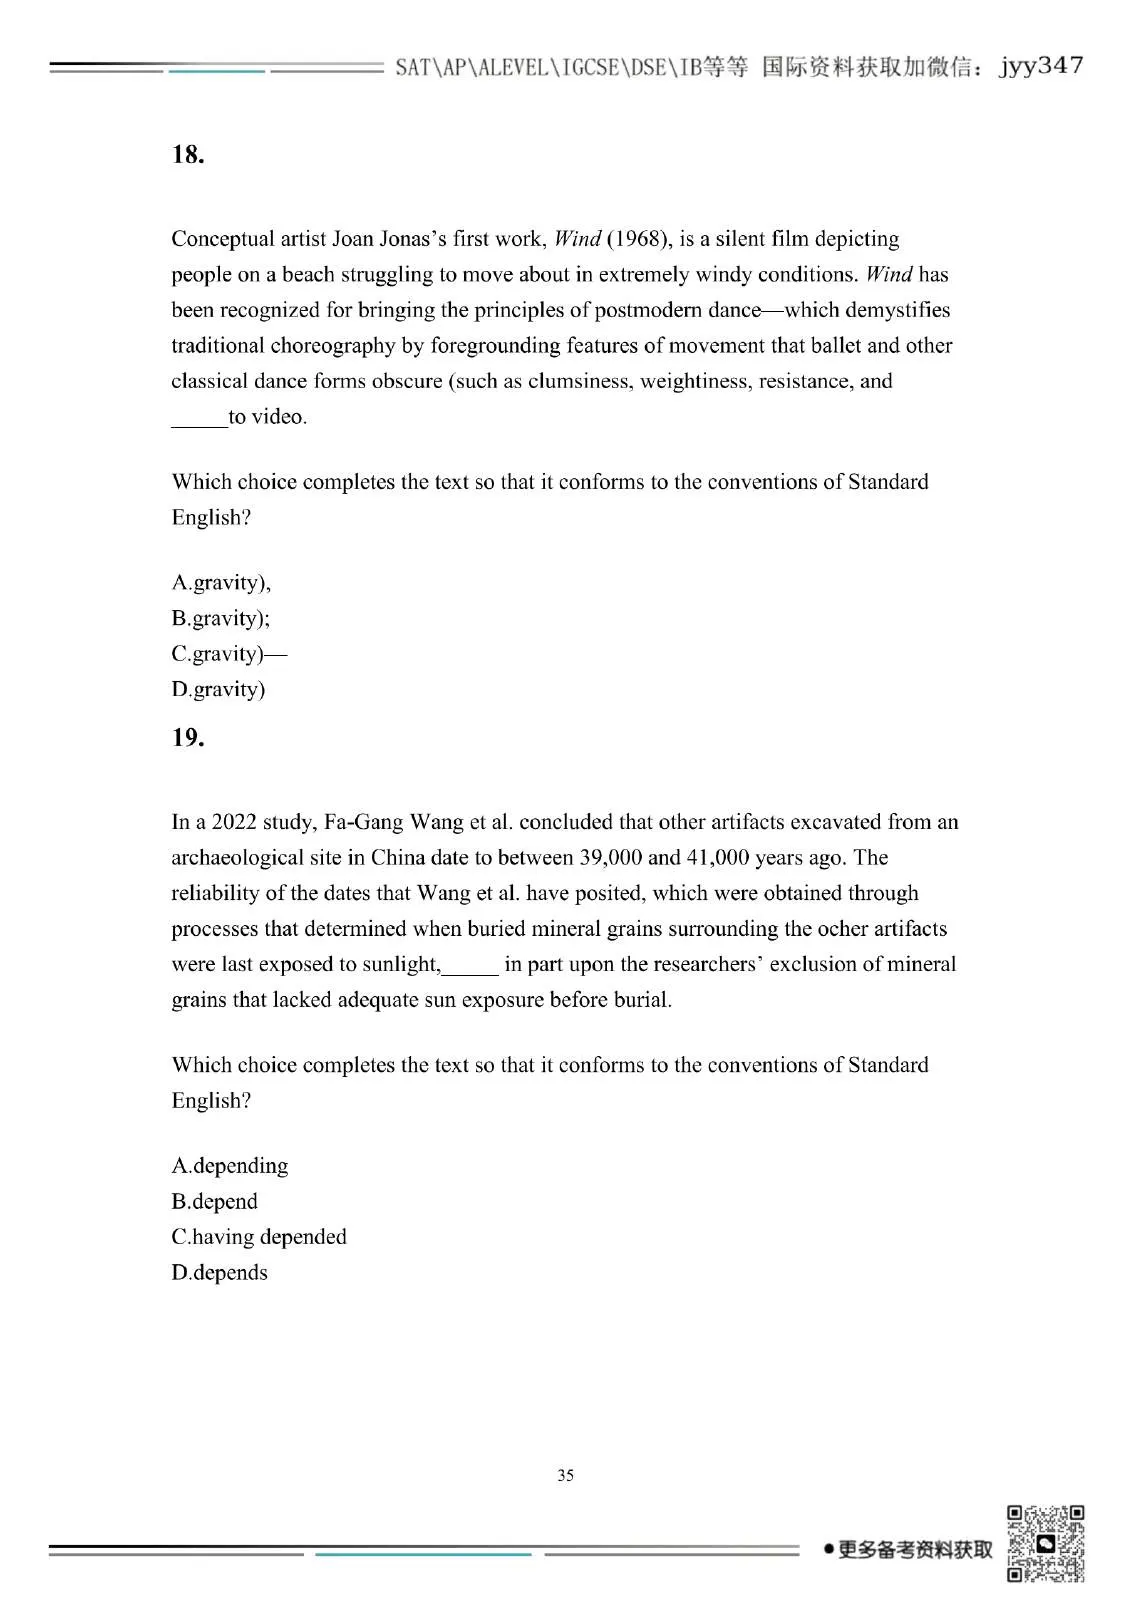 SAT\AP\ALEVEL\IGCSE\DSE\IB等等 国际资料获取加微信：jyy347
18.
Conceptual artist Joan Jonas’s first work, Wind (1968), is a silent film depicting
people on a beach struggling to move about in extremely windy conditions. Wind has
been recognized for bringing the principles of postmodern dance—which demystifies
traditional choreography by foregrounding features of movement that ballet and other
classical dance forms obscure (such as clumsiness, weightiness, resistance, and
_____to video.
Which choice completes the text so that it conforms to the conventions of Standard
English?
A.gravity),
B.gravity);
C.gravity)—
D.gravity)
19.
In a 2022 study, Fa-Gang Wang et al. concluded that other artifacts excavated from an
archaeological site in China date to between 39,000 and 41,000 years ago. The
reliability of the dates that Wang et al. have posited, which were obtained through
processes that determined when buried mineral grains surrounding the ocher artifacts
were last exposed to sunlight,_____ in part upon the researchers’ exclusion of mineral
grains that lacked adequate sun exposure before burial.
Which choice completes the text so that it conforms to the conventions of Standard
English?
A.depending
B.depend
C.having depended
D.depends
35
●更多备考资料获取